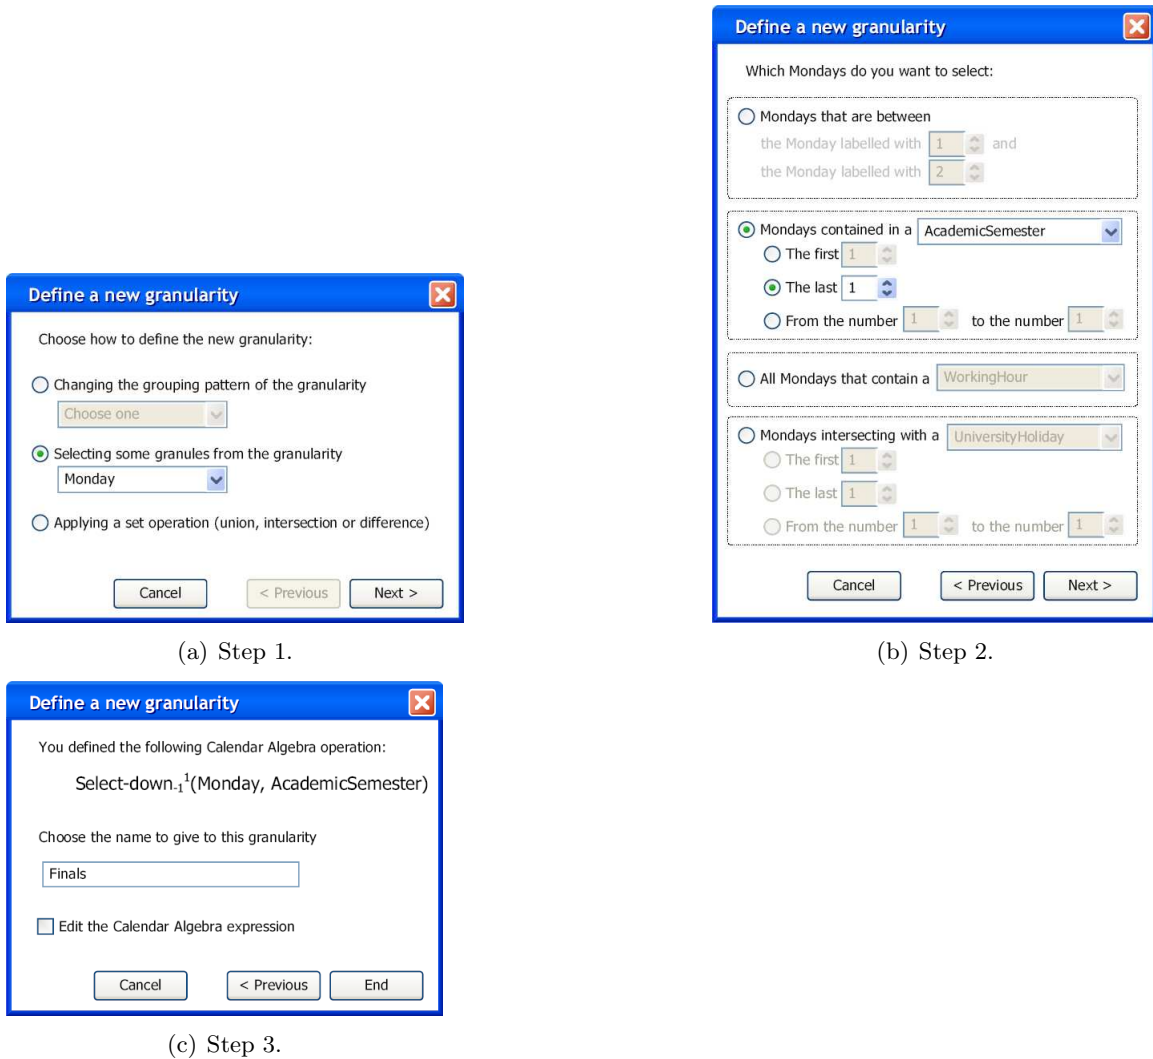 Define a new granularity
Choose how to define the new granularity:
Changing the grouping pattern of the granularity
Choose one
Selecting some granules from the granularity
Monday
Applying a set operation (union, intersection or difference)
Cancel < Previous Next >
(a) Step 1.
Define a new granularity
Which Mondays do you want to select:
Mondays that are between
the Monday labelled with 1 and
the Monday labelled with 2
Mondays contained in a AcademicSemester
The first 1
The last 1
From the number 1 to the number 1
All Mondays that contain a WorkingHour
Mondays intersecting with a UniversityHoliday
The first 1
The last 1
From the number 1 to the number 1
Cancel < Previous Next >
(b) Step 2.
Define a new granularity
You defined the following Calendar Algebra operation:
Select-down₋₁¹(Monday, AcademicSemester)
Choose the name to give to this granularity
Finals
Edit the Calendar Algebra expression
Cancel < Previous End
(c) Step 3.